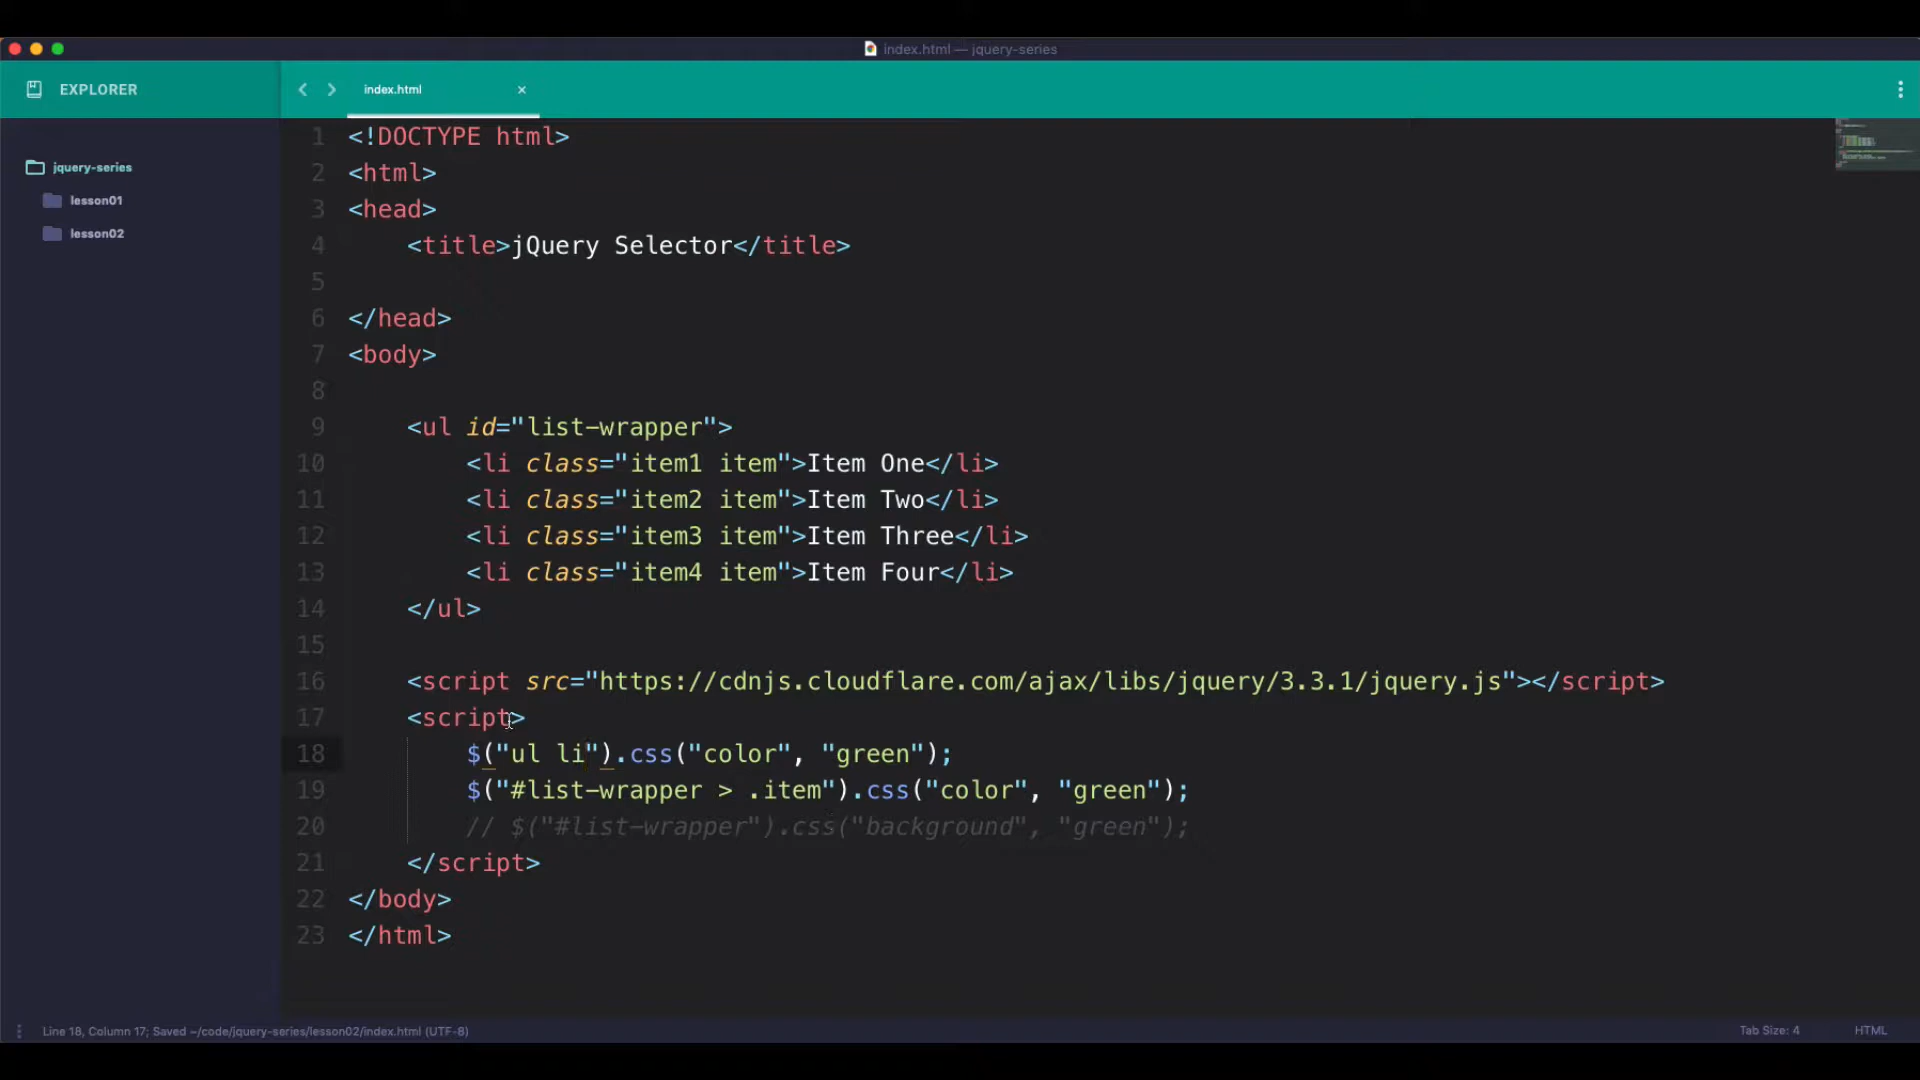 index.html — jquery-series
EXPLORER
index.html
jquery-series
lesson01
lesson02
1 <!DOCTYPE html>
2 <html>
3 <head>
4 <title>jQuery Selector</title>
5
6 </head>
7 <body>
8
9 <ul id="list-wrapper">
10 <li class="item1 item">Item One</li>
11 <li class="item2 item">Item Two</li>
12 <li class="item3 item">Item Three</li>
13 <li class="item4 item">Item Four</li>
14 </ul>
15
16 <script src="https://cdnjs.cloudflare.com/ajax/libs/jquery/3.3.1/jquery.js"></script>
17 <script>
18 $("ul li").css("color", "green");
19 $("#list-wrapper > .item").css("color", "green");
20 // $("#list-wrapper").css("background", "green");
21 </script>
22 </body>
23 </html>
Line 18, Column 17; Saved ~/code/jquery-series/lesson02/index.html (UTF-8)
Tab Size: 4
HTML